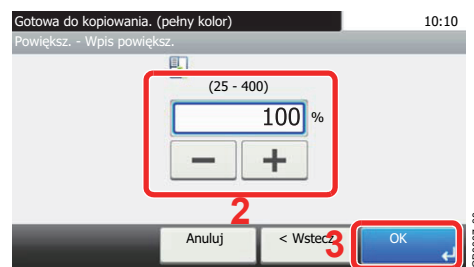 Gotowa do kopiowania. (pełny kolor) 10:10
Powiększ. - Wpis powiększ.
(25 - 400)
100 %
− +
2
Anuluj < Wstecz 3 OK